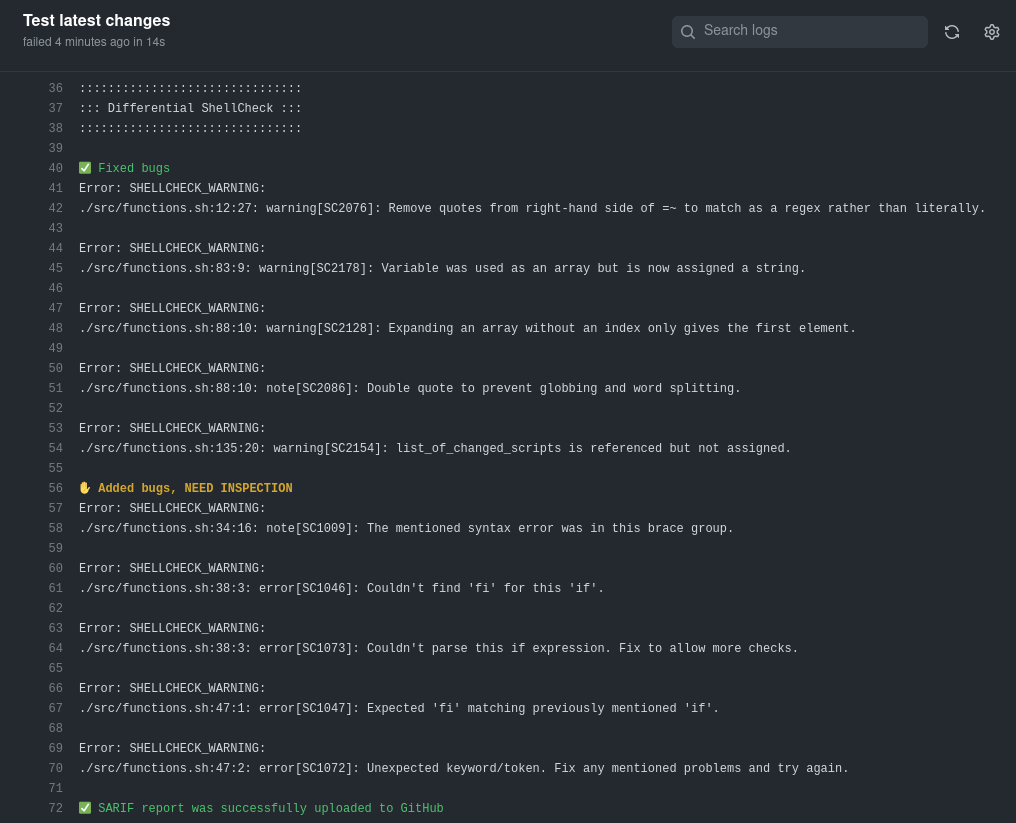 Test latest changes
failed 4 minutes ago in 14s
Search logs
36 :::::::::::::::::::::::::::::::
37 ::: Differential ShellCheck :::
38 :::::::::::::::::::::::::::::::
39
40 ✅ Fixed bugs
41 Error: SHELLCHECK_WARNING:
42 ./src/functions.sh:12:27: warning[SC2076]: Remove quotes from right-hand side of =~ to match as a regex rather than literally.
43
44 Error: SHELLCHECK_WARNING:
45 ./src/functions.sh:83:9: warning[SC2178]: Variable was used as an array but is now assigned a string.
46
47 Error: SHELLCHECK_WARNING:
48 ./src/functions.sh:88:10: warning[SC2128]: Expanding an array without an index only gives the first element.
49
50 Error: SHELLCHECK_WARNING:
51 ./src/functions.sh:88:10: note[SC2086]: Double quote to prevent globbing and word splitting.
52
53 Error: SHELLCHECK_WARNING:
54 ./src/functions.sh:135:20: warning[SC2154]: list_of_changed_scripts is referenced but not assigned.
55
56 ✋ Added bugs, NEED INSPECTION
57 Error: SHELLCHECK_WARNING:
58 ./src/functions.sh:34:16: note[SC1009]: The mentioned syntax error was in this brace group.
59
60 Error: SHELLCHECK_WARNING:
61 ./src/functions.sh:38:3: error[SC1046]: Couldn't find 'fi' for this 'if'.
62
63 Error: SHELLCHECK_WARNING:
64 ./src/functions.sh:38:3: error[SC1073]: Couldn't parse this if expression. Fix to allow more checks.
65
66 Error: SHELLCHECK_WARNING:
67 ./src/functions.sh:47:1: error[SC1047]: Expected 'fi' matching previously mentioned 'if'.
68
69 Error: SHELLCHECK_WARNING:
70 ./src/functions.sh:47:2: error[SC1072]: Unexpected keyword/token. Fix any mentioned problems and try again.
71
72 ✅ SARIF report was successfully uploaded to GitHub